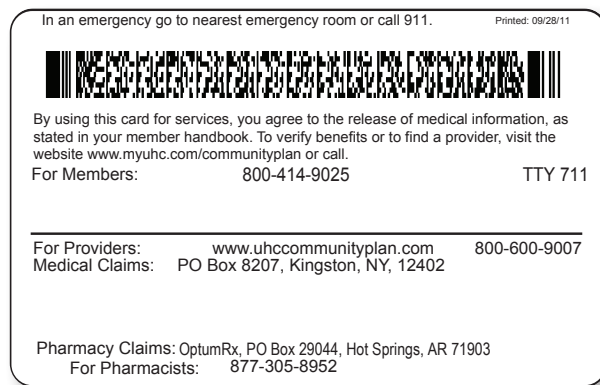 In an emergency go to nearest emergency room or call 911. Printed: 09/28/11
By using this card for services, you agree to the release of medical information, as
stated in your member handbook. To verify benefits or to find a provider, visit the
website www.myuhc.com/communityplan or call.
For Members: 800-414-9025 TTY 711
For Providers: www.uhccommunityplan.com 800-600-9007
Medical Claims: PO Box 8207, Kingston, NY, 12402
Pharmacy Claims: OptumRx, PO Box 29044, Hot Springs, AR 71903
For Pharmacists: 877-305-8952